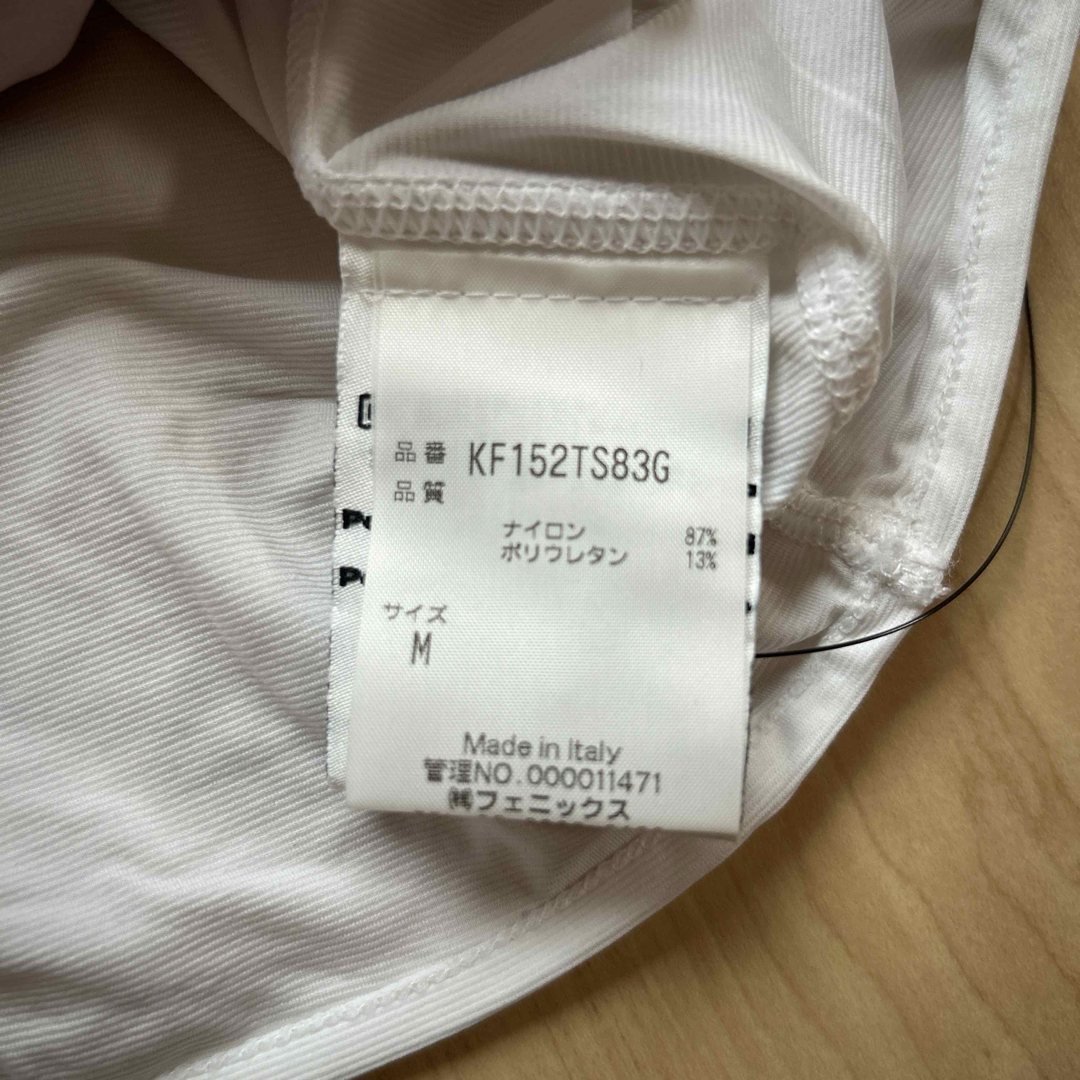 品番 KF152TS83G
品質
ナイロン 87%
ポリウレタン 13%
サイズ
M
Made in Italy
管理NO.000011471
㈱フェニックス